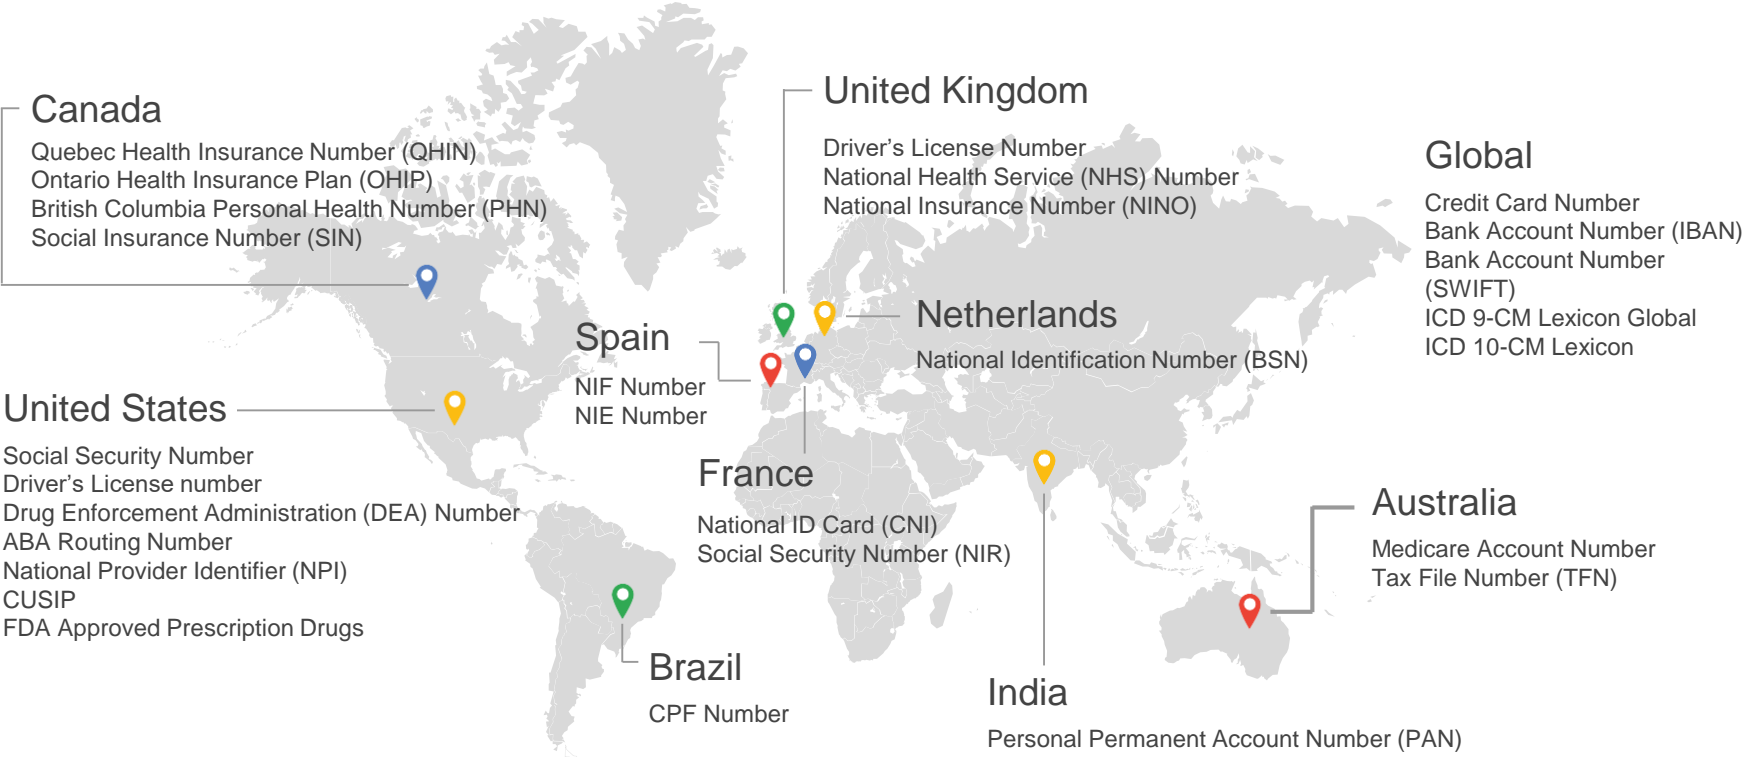 Canada
Quebec Health Insurance Number (QHIN)
Ontario Health Insurance Plan (OHIP)
British Columbia Personal Health Number (PHN)
Social Insurance Number (SIN)
United Kingdom
Driver’s License Number
National Health Service (NHS) Number
National Insurance Number (NINO)
Global
Credit Card Number
Bank Account Number (IBAN)
Bank Account Number
(SWIFT)
ICD 9-CM Lexicon Global
ICD 10-CM Lexicon
Netherlands
National Identification Number (BSN)
Spain
NIF Number
NIE Number
United States
Social Security Number
Driver’s License number
Drug Enforcement Administration (DEA) Number
ABA Routing Number
National Provider Identifier (NPI)
CUSIP
FDA Approved Prescription Drugs
France
National ID Card (CNI)
Social Security Number (NIR)
Australia
Medicare Account Number
Tax File Number (TFN)
Brazil
CPF Number
India
Personal Permanent Account Number (PAN)